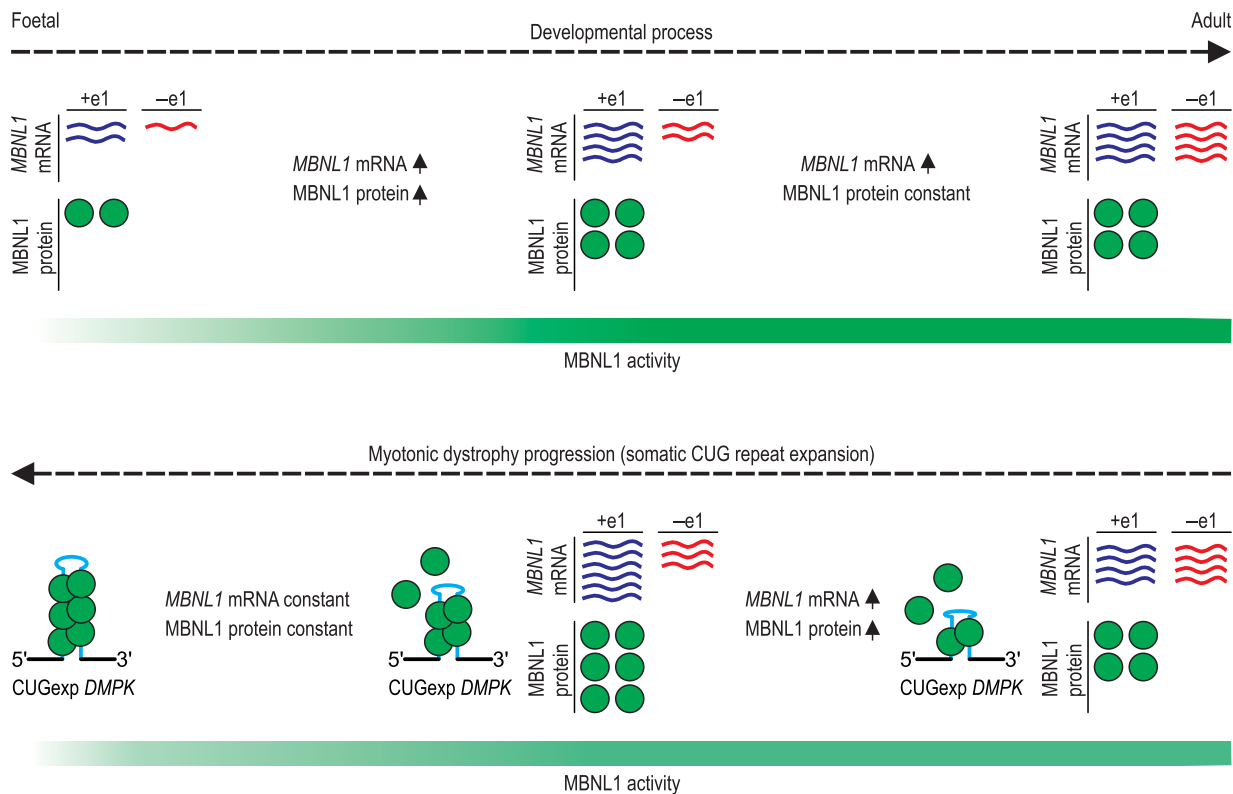 Foetal
Adult
Developmental process
+e1
–e1
MBNL1
mRNA
MBNL1
protein
MBNL1 mRNA
MBNL1 protein
+e1
–e1
MBNL1
mRNA
MBNL1
protein
MBNL1 mRNA
MBNL1 protein constant
+e1
–e1
MBNL1
mRNA
MBNL1
protein
MBNL1 activity
Myotonic dystrophy progression (somatic CUG repeat expansion)
5'
3'
CUGexp DMPK
MBNL1 mRNA constant
MBNL1 protein constant
5'
3'
CUGexp DMPK
+e1
–e1
MBNL1
mRNA
MBNL1
protein
MBNL1 mRNA
MBNL1 protein
5'
3'
CUGexp DMPK
+e1
–e1
MBNL1
mRNA
MBNL1
protein
MBNL1 activity